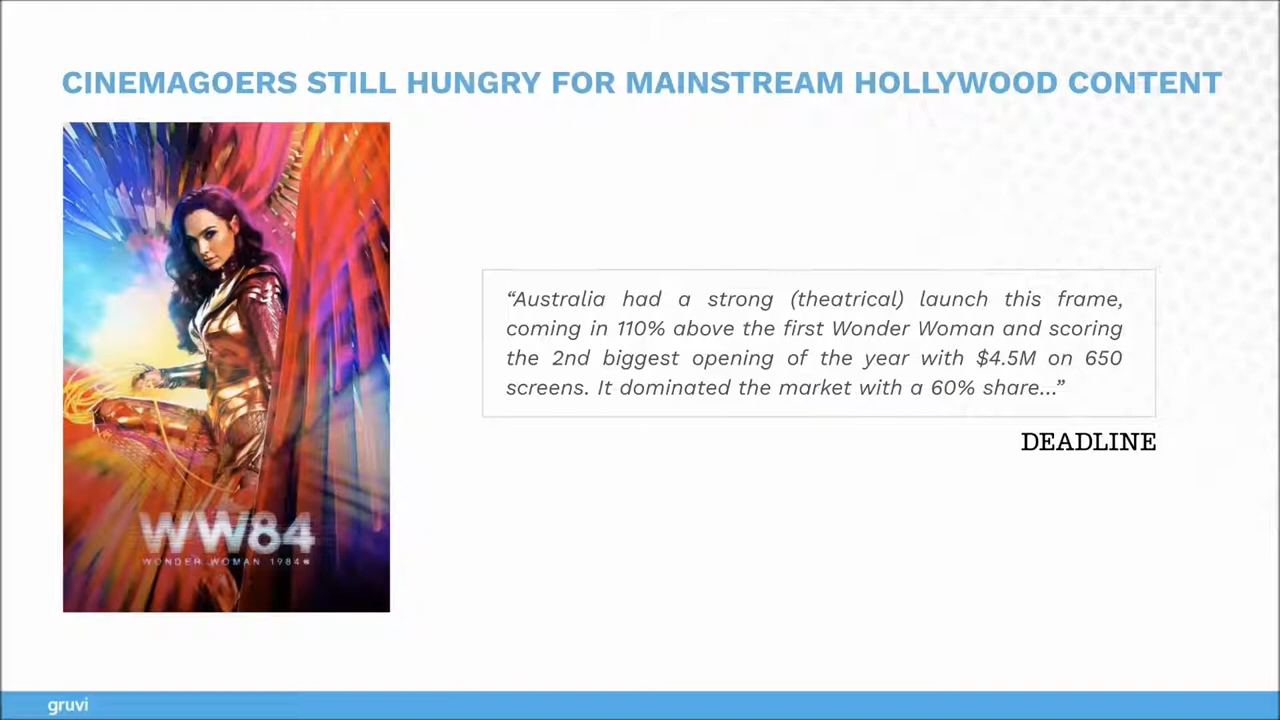 CINEMAGOERS STILL HUNGRY FOR MAINSTREAM HOLLYWOOD CONTENT
WW84
WONDER WOMAN 1984
“Australia had a strong (theatrical) launch this frame,
coming in 110% above the first Wonder Woman and scoring
the 2nd biggest opening of the year with $4.5M on 650
screens. It dominated the market with a 60% share...”
DEADLINE
gruvi